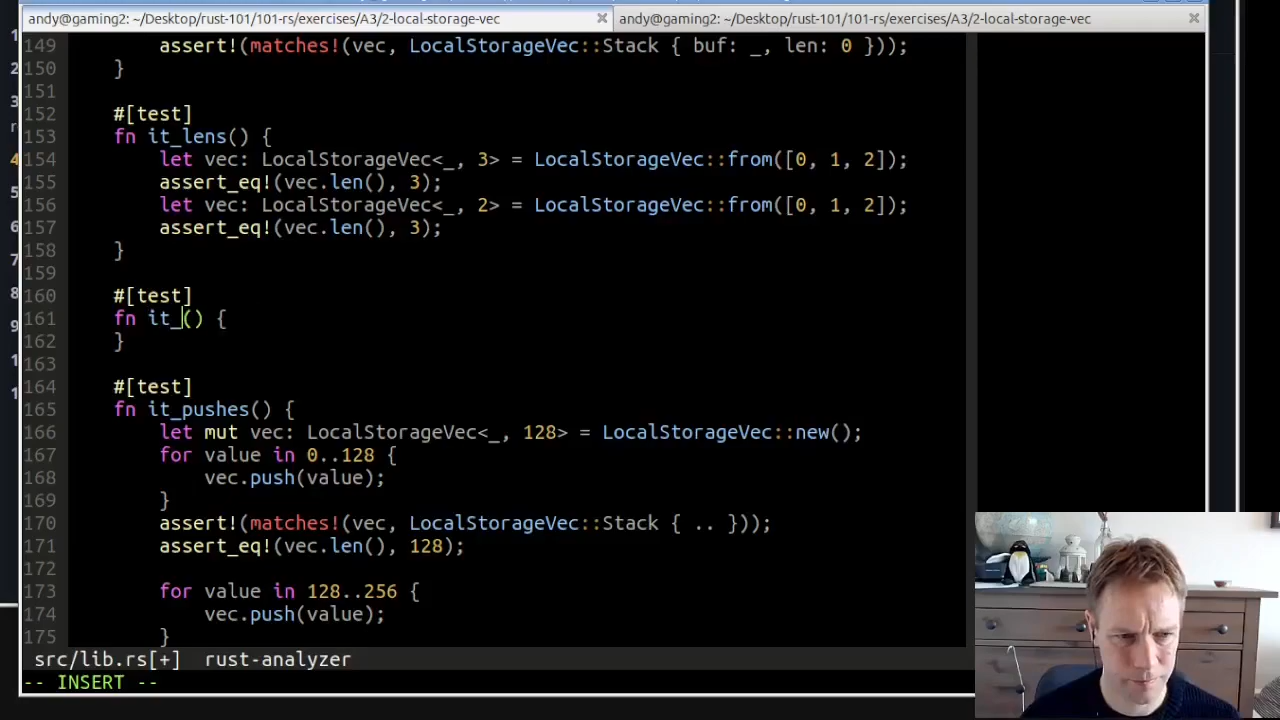 andy@gaming2: ~/Desktop/rust-101/101-rs/exercises/A3/2-local-storage-vec
andy@gaming2: ~/Desktop/rust-101/101-rs/exercises/A3/2-local-storage-vec
149 assert!(matches!(vec, LocalStorageVec::Stack { buf: _, len: 0 }));
150 }
151
152 #[test]
153 fn it_lens() {
154 let vec: LocalStorageVec<_, 3> = LocalStorageVec::from([0, 1, 2]);
155 assert_eq!(vec.len(), 3);
156 let vec: LocalStorageVec<_, 2> = LocalStorageVec::from([0, 1, 2]);
157 assert_eq!(vec.len(), 3);
158 }
159
160 #[test]
161 fn it_() {
162 }
163
164 #[test]
165 fn it_pushes() {
166 let mut vec: LocalStorageVec<_, 128> = LocalStorageVec::new();
167 for value in 0..128 {
168 vec.push(value);
169 }
170 assert!(matches!(vec, LocalStorageVec::Stack { .. }));
171 assert_eq!(vec.len(), 128);
172
173 for value in 128..256 {
174 vec.push(value);
175 }
src/lib.rs[+] rust-analyzer
-- INSERT --